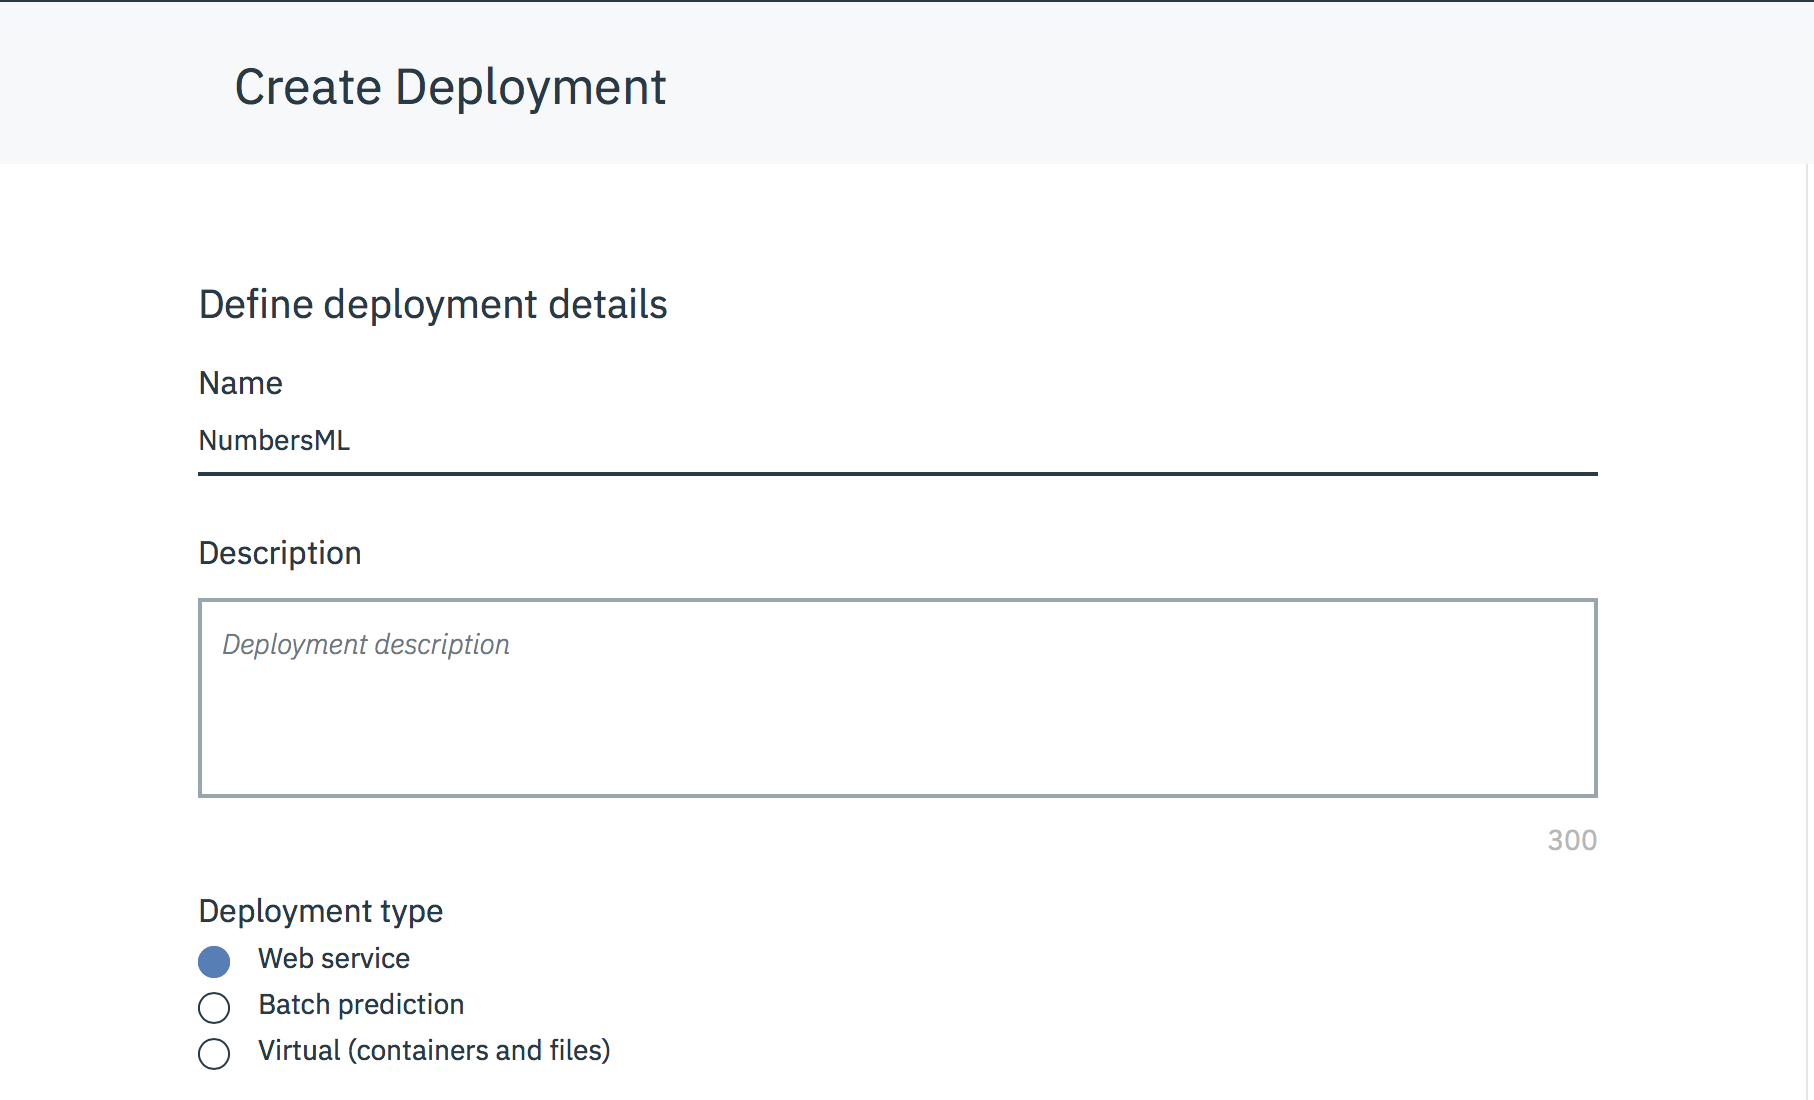 Create Deployment
Define deployment details
Name
NumbersML
Description
Deployment description
300
Deployment type
Web service
Batch prediction
Virtual (containers and files)